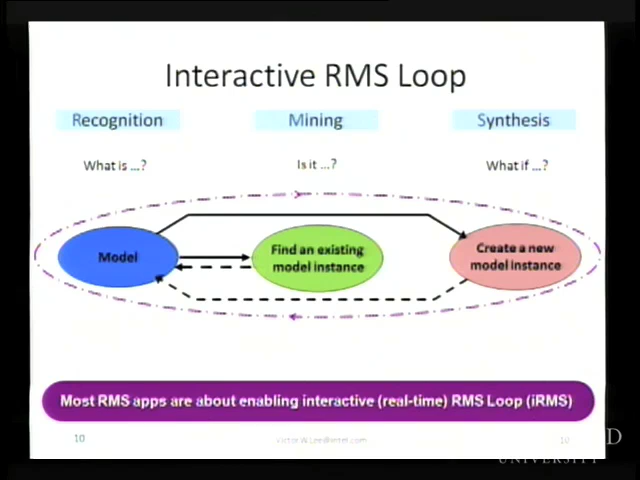 Interactive RMS Loop
Recognition
Mining
Synthesis
What is ...?
Is it ...?
What if ...?
Model
Find an existing
model instance
Create a new
model instance
Most RMS apps are about enabling interactive (real-time) RMS Loop (iRMS)
10
10
D
UNIVERSITY